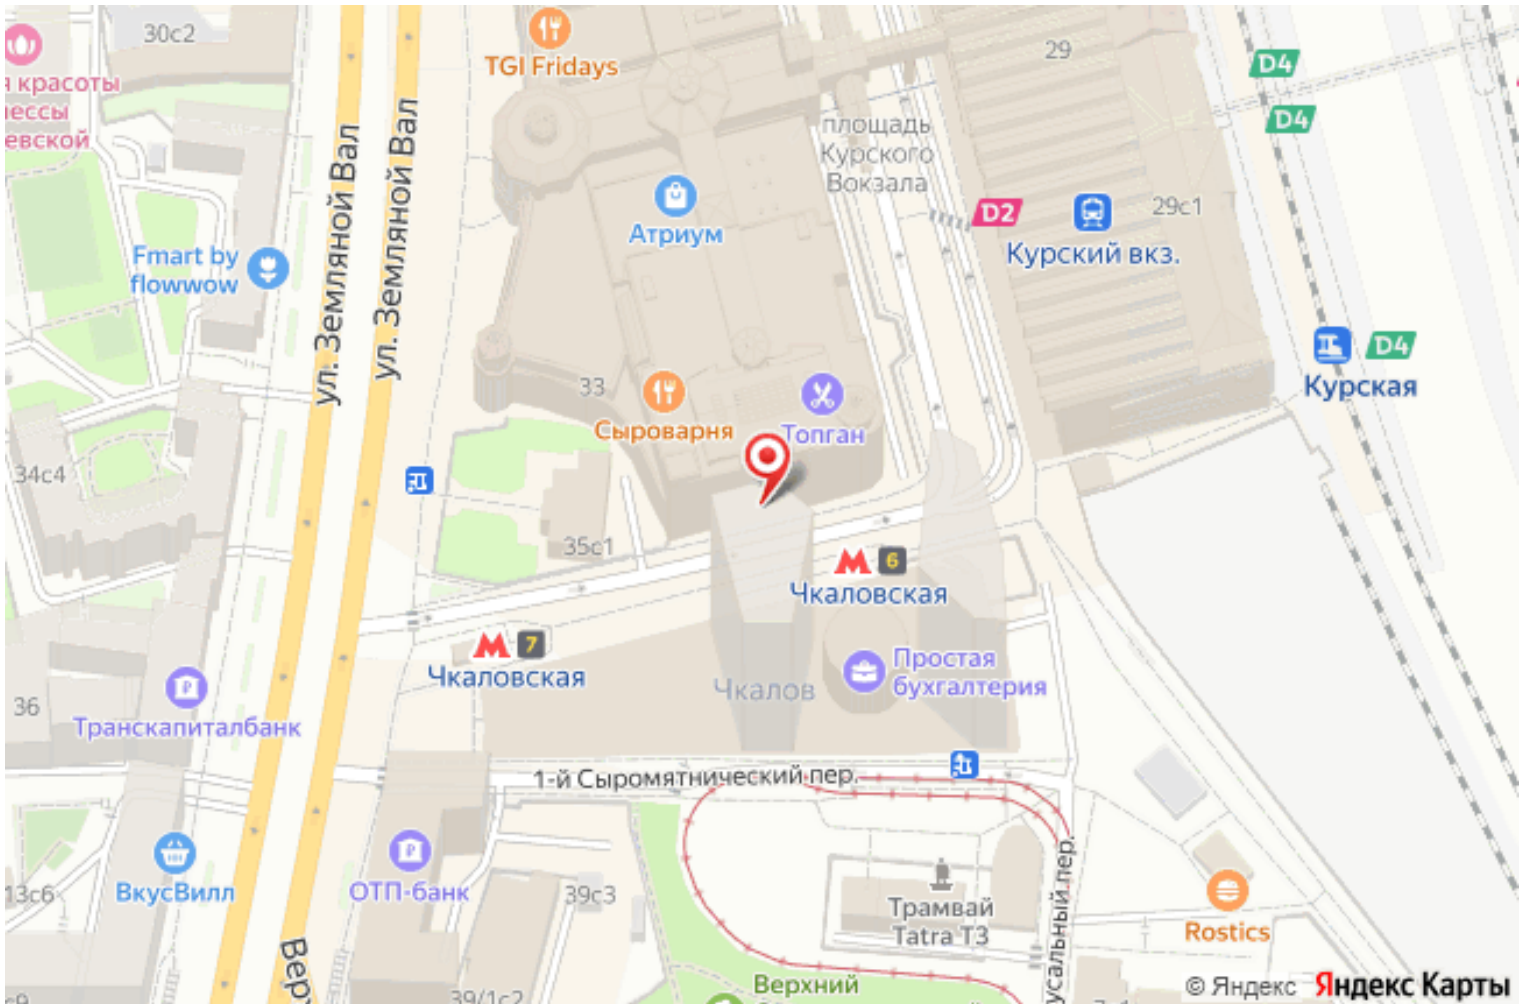 30с2
TGI Fridays
29
D4
D4
красоты
евской
площадь
Курского
Вокзала
ул. Земляной Вал
ул. Земляной Вал
Атриум
D2
29с1
Курский вкз.
Fmart by
flowwow
D4
Курская
33
Сыроварня
Топган
34с4
35с1
6
Чкаловская
7
Чкаловская
Простая
бухгалтерия
Чкалов
36
Транскапиталбанк
1-й Сыромятнический пер.
ВкусВилл
ОТП-банк
13с6
39с3
Трамвай
Tatra T3
усальный пер.
Rostics
Верх
Верхний
39/1с2
© Яндекс
Яндекс Карты